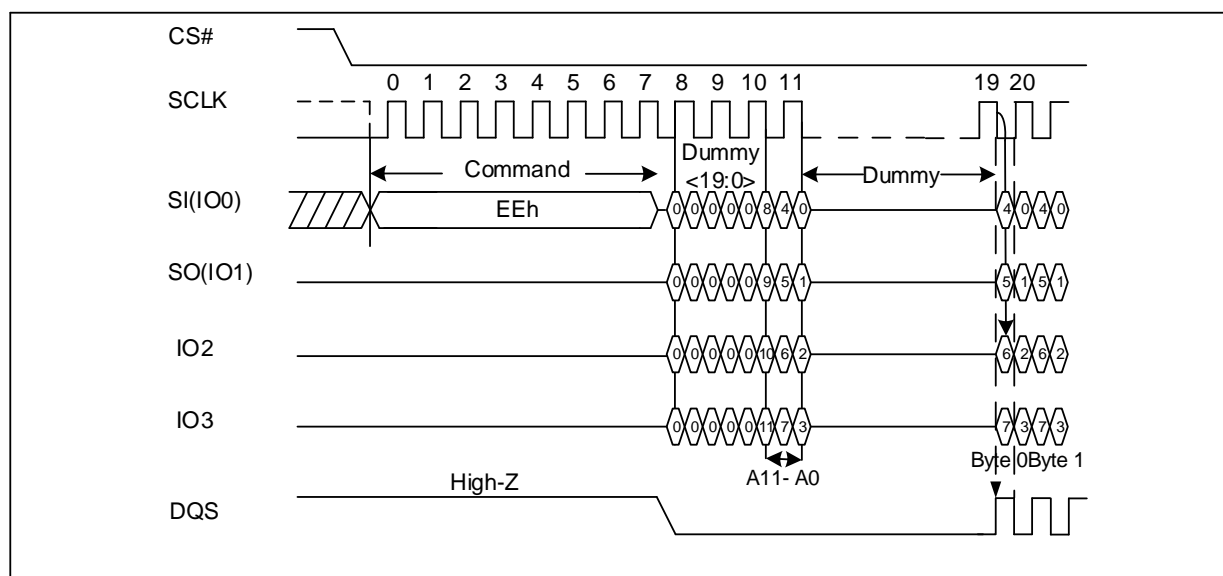 CS#
0 1 2 3 4 5 6 7 8 9 10 11 19 20
SCLK
Command
Dummy
<19:0>
Dummy
SI(IO0)
EEh
0 0 0 0 0 8 4 0 4 0 4 0
SO(IO1)
0 0 0 0 0 9 5 1 5 1 5 1
IO2
0 0 0 0 0 10 6 2 6 2 6 2
IO3
0 0 0 0 0 11 7 3 7 3 7 3
A11- A0
Byte 0Byte 1
High-Z
DQS